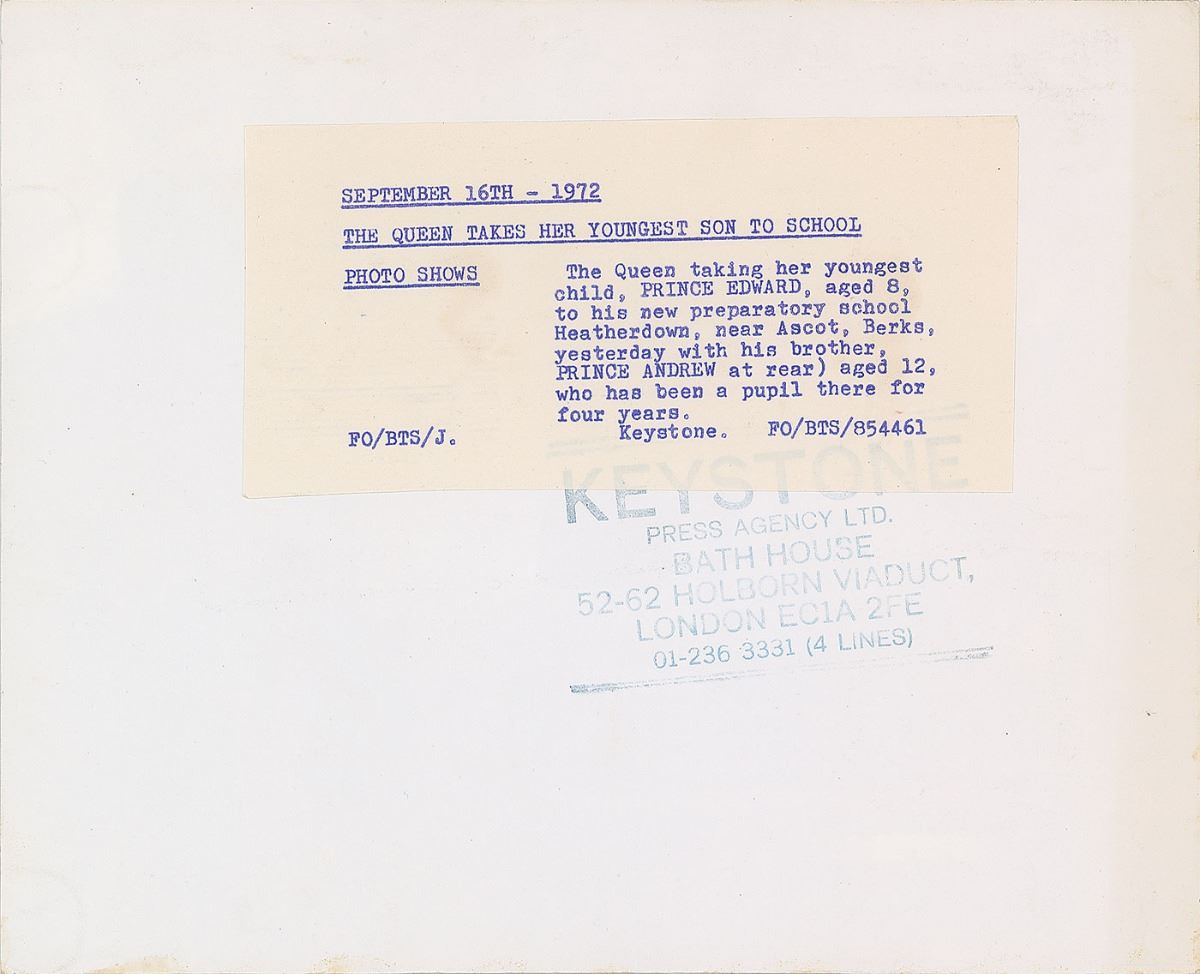 SEPTEMBER 16TH - 1972
THE QUEEN TAKES HER YOUNGEST SON TO SCHOOL
PHOTO SHOWS
The Queen taking her youngest
child, PRINCE EDWARD, aged 8,
to his new preparatory school
Heatherdown, near Ascot, Berks,
yesterday with his brother,
PRINCE ANDREW at rear) aged 12,
who has been a pupil there for
four years.
Keystone. FO/BTS/854461
FO/BTS/J.
KEYSTONE
PRESS AGENCY LTD.
BATH HOUSE
52-62 HOLBORN VIADUCT,
LONDON EC1A 2FE
01-236 3331 (4 LINES)